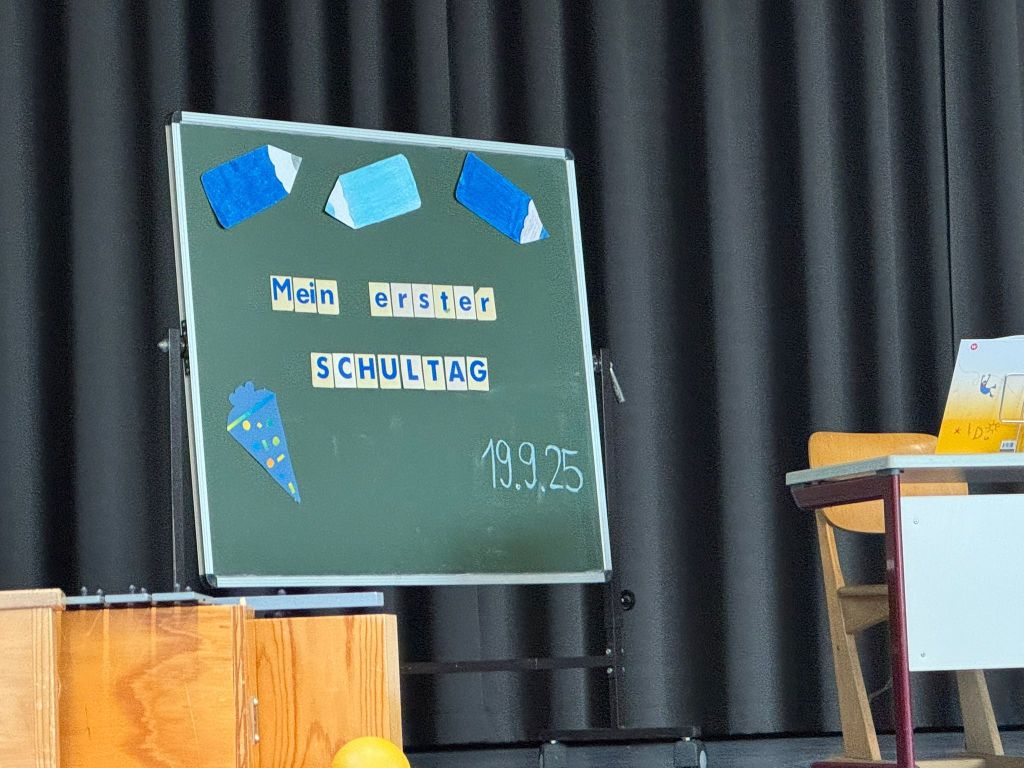 Mein erster
SCHULTAG
19.9.25